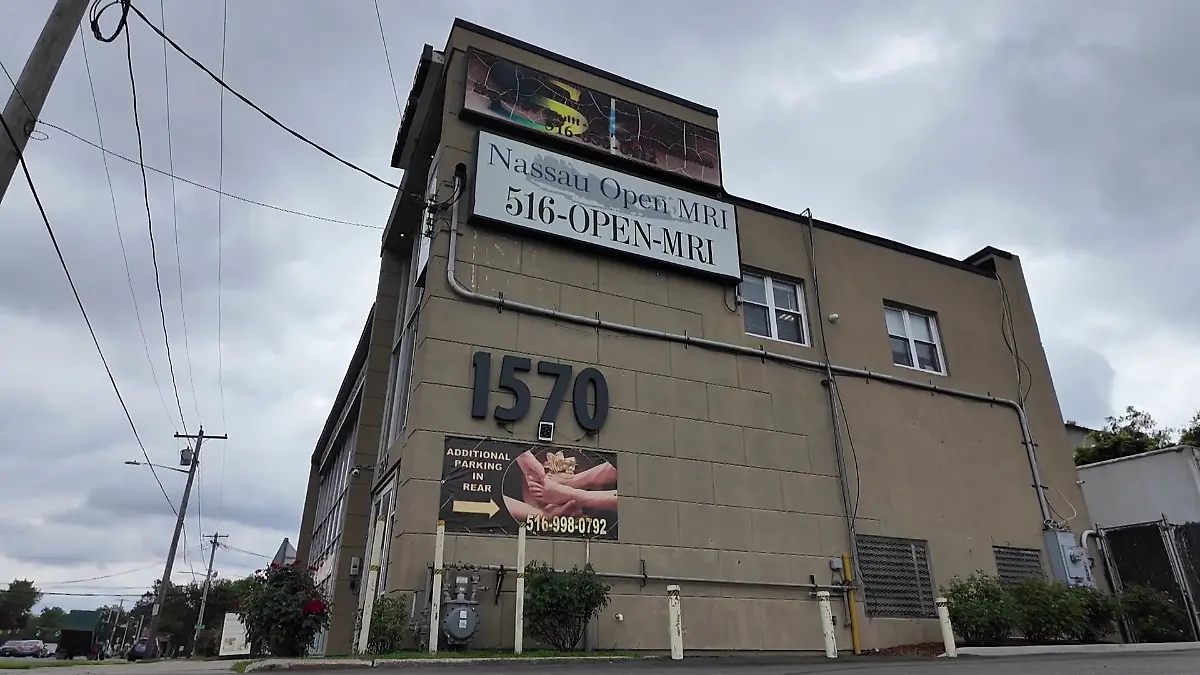 Nassau Open MRI
516-OPEN-MRI
1570
ADDITIONAL
PARKING
IN
REAR
516-998-0792